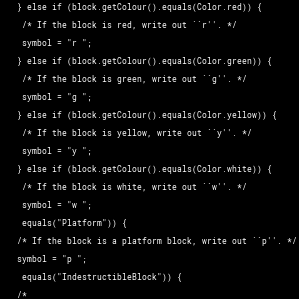 } else if (block.getColour().equals(Color.red)) {
/* If the block is red, write out ``r''. */
symbol = "r ";
} else if (block.getColour().equals(Color.green)) {
/* If the block is green, write out ``g''. */
symbol = "g ";
} else if (block.getColour().equals(Color.yellow)) {
/* If the block is yellow, write out ``y''. */
symbol = "y ";
} else if (block.getColour().equals(Color.white)) {
/* If the block is white, write out ``w''. */
symbol = "w ";
equals("Platform")) {
/* If the block is a platform block, write out ``p''. */
symbol = "p ";
equals("IndestructibleBlock")) {
/*